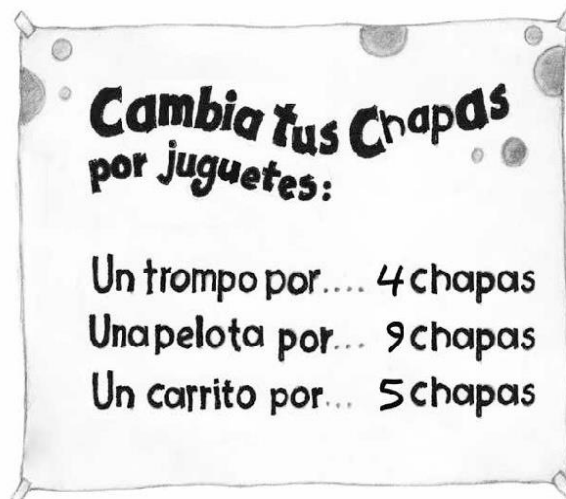 Cambia tus Chapas
por juguetes:
Un trompo por.... 4 chapas
Una pelota por... 9 chapas
Un carrito por... 5 chapas